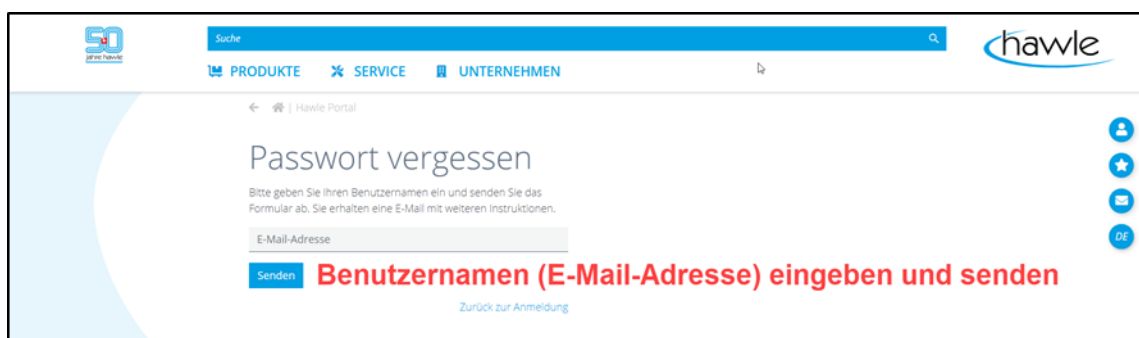 50
jahre hawle
Suche
hawle
PRODUKTE SERVICE UNTERNEHMEN
| Hawle Portal
Passwort vergessen
Bitte geben Sie Ihren Benutzernamen ein und senden Sie das
Formular ab. Sie erhalten eine E-Mail mit weiteren Instruktionen.
E-Mail-Adresse
Senden Benutzernamen (E-Mail-Adresse) eingeben und senden
Zurück zur Anmeldung
DE